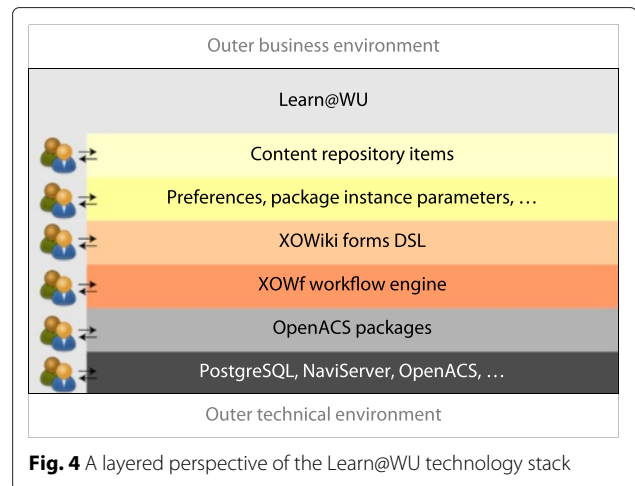 Outer business environment
Learn@WU
Content repository items
Preferences, package instance parameters, …
XOWiki forms DSL
XOWf workflow engine
OpenACS packages
PostgreSQL, NaviServer, OpenACS, …
Outer technical environment
Fig. 4 A layered perspective of the Learn@WU technology stack